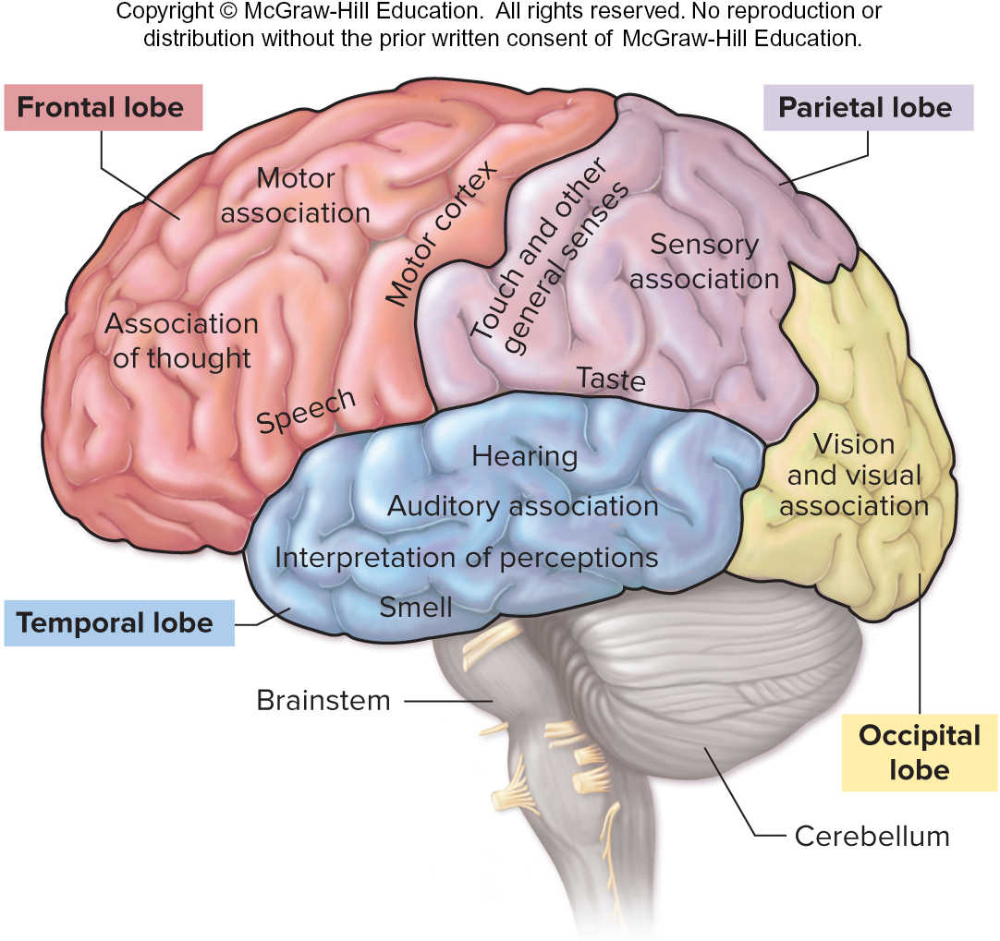 Copyright © McGraw-Hill Education.  All rights reserved. No reproduction or
distribution without the prior written consent of McGraw-Hill Education.
Frontal lobe
Parietal lobe
Motor
association
Motor cortex
Touch and other
general senses
Sensory
association
Association
of thought
Speech
Taste
Hearing
Auditory association
Interpretation of perceptions
Smell
Vision
and visual
association
Temporal lobe
Brainstem
Occipital
lobe
Cerebellum